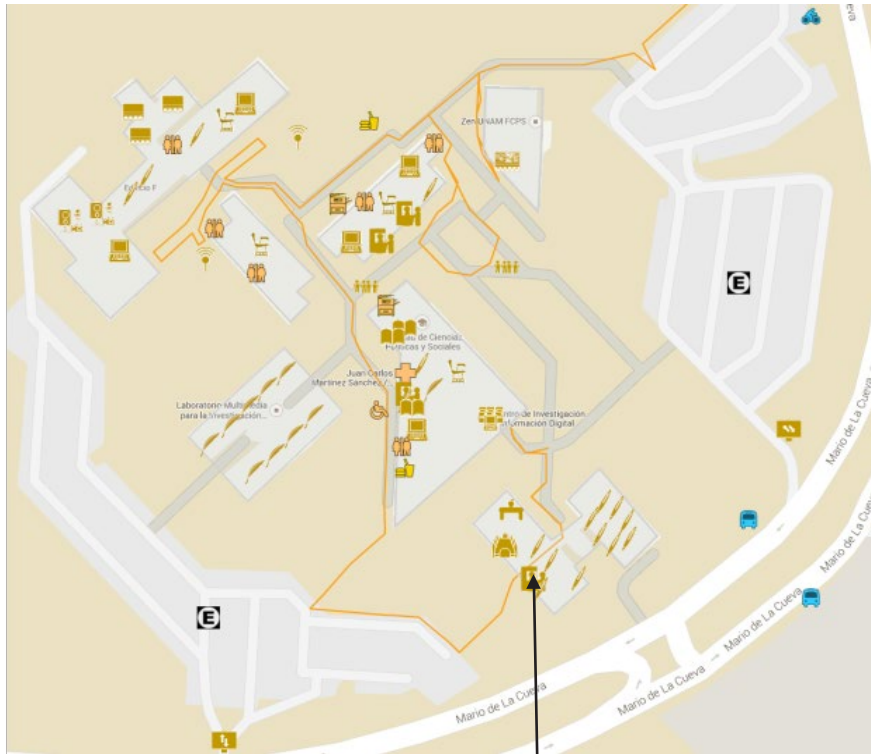 Zen UNAM FCPS
Edificio F
E
de Ciencias
Políticas y Sociales
Juan Carlos
Martinez Sánchez /
Laboratorio Multimedia
para la Investigación...
de Investigación
Información Digital
Mario de La Cueva
Mario de La Cueva
E
Mario de La Cueva
Mario de La Cueva
Mario de La Cueva